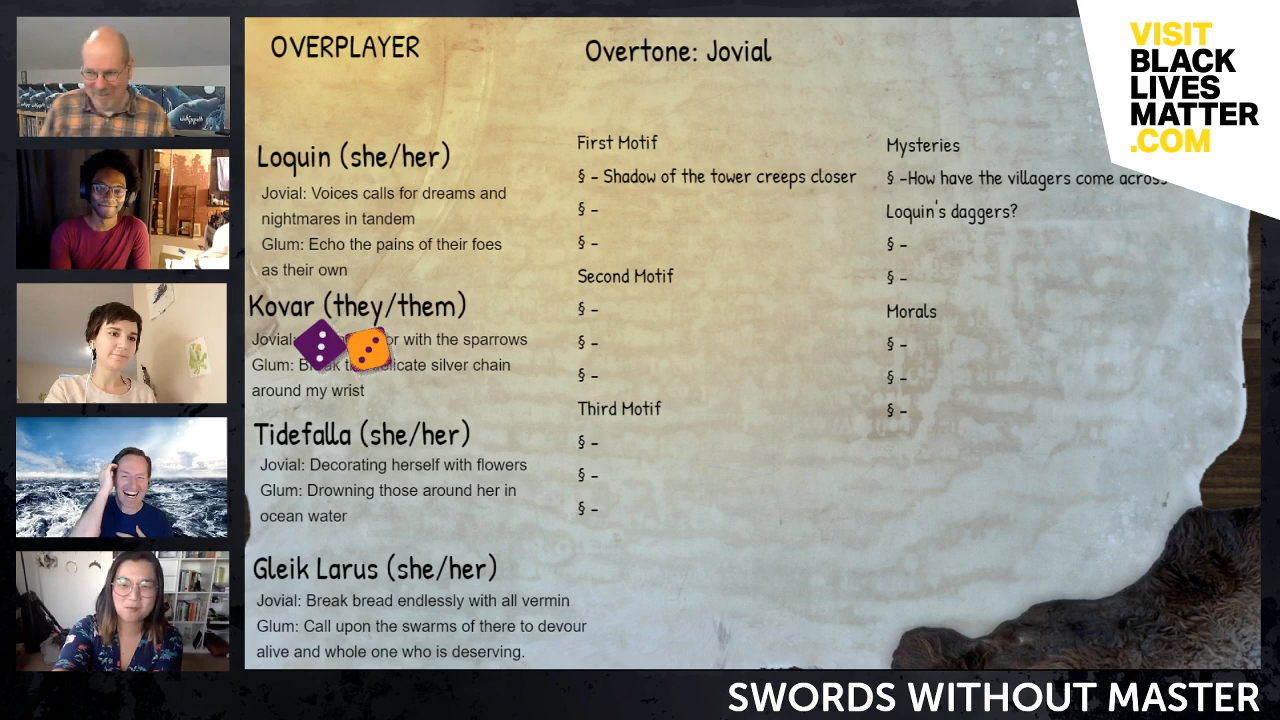 OVERPLAYER
Overtone: Jovial
VISIT
BLACK
LIVES
MATTER
.COM
Loquin (she/her)
Jovial: Voices calls for dreams and
nightmares in tandem
Glum: Echo the pains of their foes
as their own
Kovar (they/them)
Jovial: with the sparrows
Glum: silver chain
around my wrist
Tidefalla (she/her)
Jovial: Decorating herself with flowers
Glum: Drowning those around her in
ocean water
Gleik Larus (she/her)
Jovial: Break bread endlessly with all vermin
Glum: Call upon the swarms of there to devour
alive and whole one who is deserving.
First Motif
§ - Shadow of the tower creeps closer
§ -
§ -
Second Motif
§ -
§ -
§ -
Third Motif
§ -
§ -
§ -
Mysteries
§ -How have the villagers come across
Loquin's daggers?
§ -
§ -
Morals
§ -
§ -
§ -
SWORDS WITHOUT MASTER